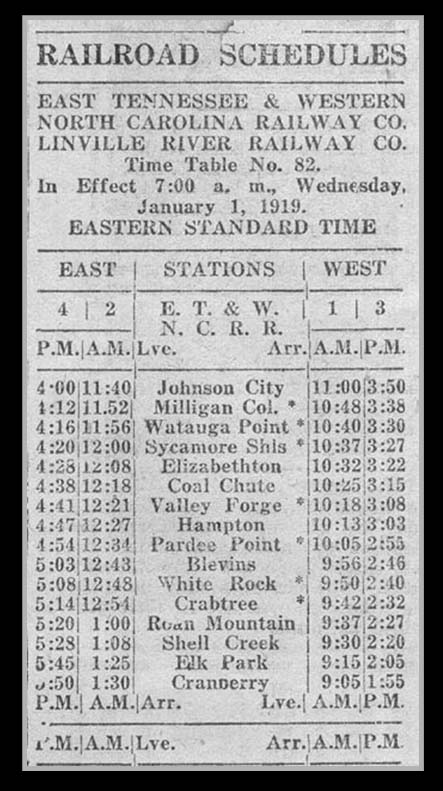 RAILROAD SCHEDULES
EAST TENNESSEE & WESTERN
NORTH CAROLINA RAILWAY CO.
LINVILLE RIVER RAILWAY CO.
Time Table No. 82.
In Effect 7:00 a. m., Wednesday,
January 1, 1919.
EASTERN STANDARD TIME
EAST | STATIONS | WEST
4 | 2 | E. T. & W. | 1 | 3
N. C. R. R.
P.M.|A.M.|Lve. Arr.|A.M.|P.M.
4:00|11:40| Johnson City |11:00|3:50
4:12|11.52| Milligan Col. * |10:48|3:38
4:16|11:56| Watauga Point *|10:40|3:30
4:20|12:00| Sycamore Shls *|10:37|3:27
4:28|12:08| Elizabethton |10:32|3:22
4:38|12:18| Coal Chute |10:25|3:15
4:41|12:21| Valley Forge *|10:18|3:08
4:47|12:27| Hampton |10:13|3:03
4:54|12:34| Pardee Point *|10:05|2:55
5:03|12:43| Blevins | 9:56|2:46
5:08|12:48| White Rock *| 9:50|2:40
5:14|12:54| Crabtree *| 9:42|2:32
5:20| 1:00| Roan Mountain | 9:37|2:27
5:28| 1:08| Shell Creek | 9:30|2:20
5:45| 1:25| Elk Park | 9:15|2:05
5:50| 1:30| Cranberry | 9:05|1:55
P.M.| A.M.|Arr. Lve.| A.M.|P.M.
P.M.|A.M.|Lve. Arr.|A.M.|P.M.